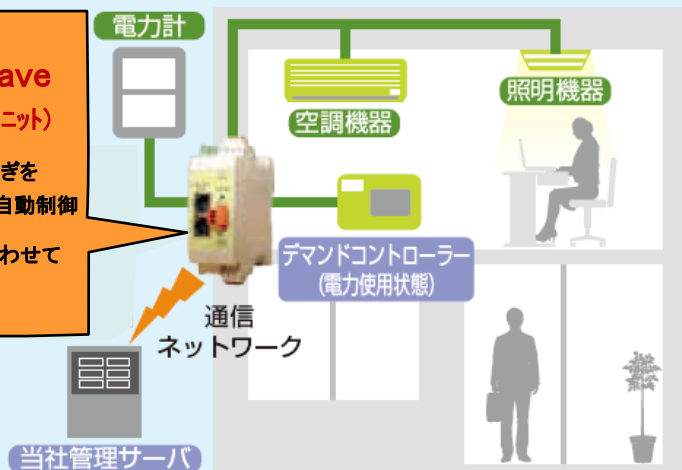 電力計
ave
ニット)
ぎを
自動制御
わせて
空調機器
照明機器
デマンドコントローラー
(電力使用状態)
通信
ネットワーク
当社管理サーバ